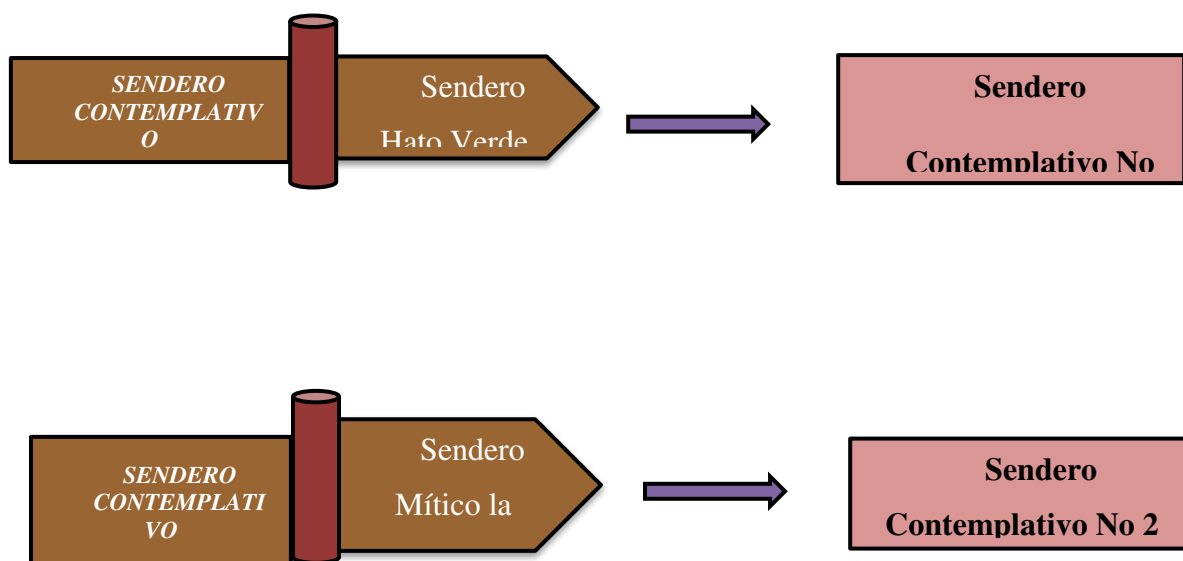 SENDERO
CONTEMPLATIV
O
Sendero
Hato Verde
Sendero
Contemplativo No
SENDERO
CONTEMPLATI
VO
Sendero
Mítico la
Sendero
Contemplativo No 2